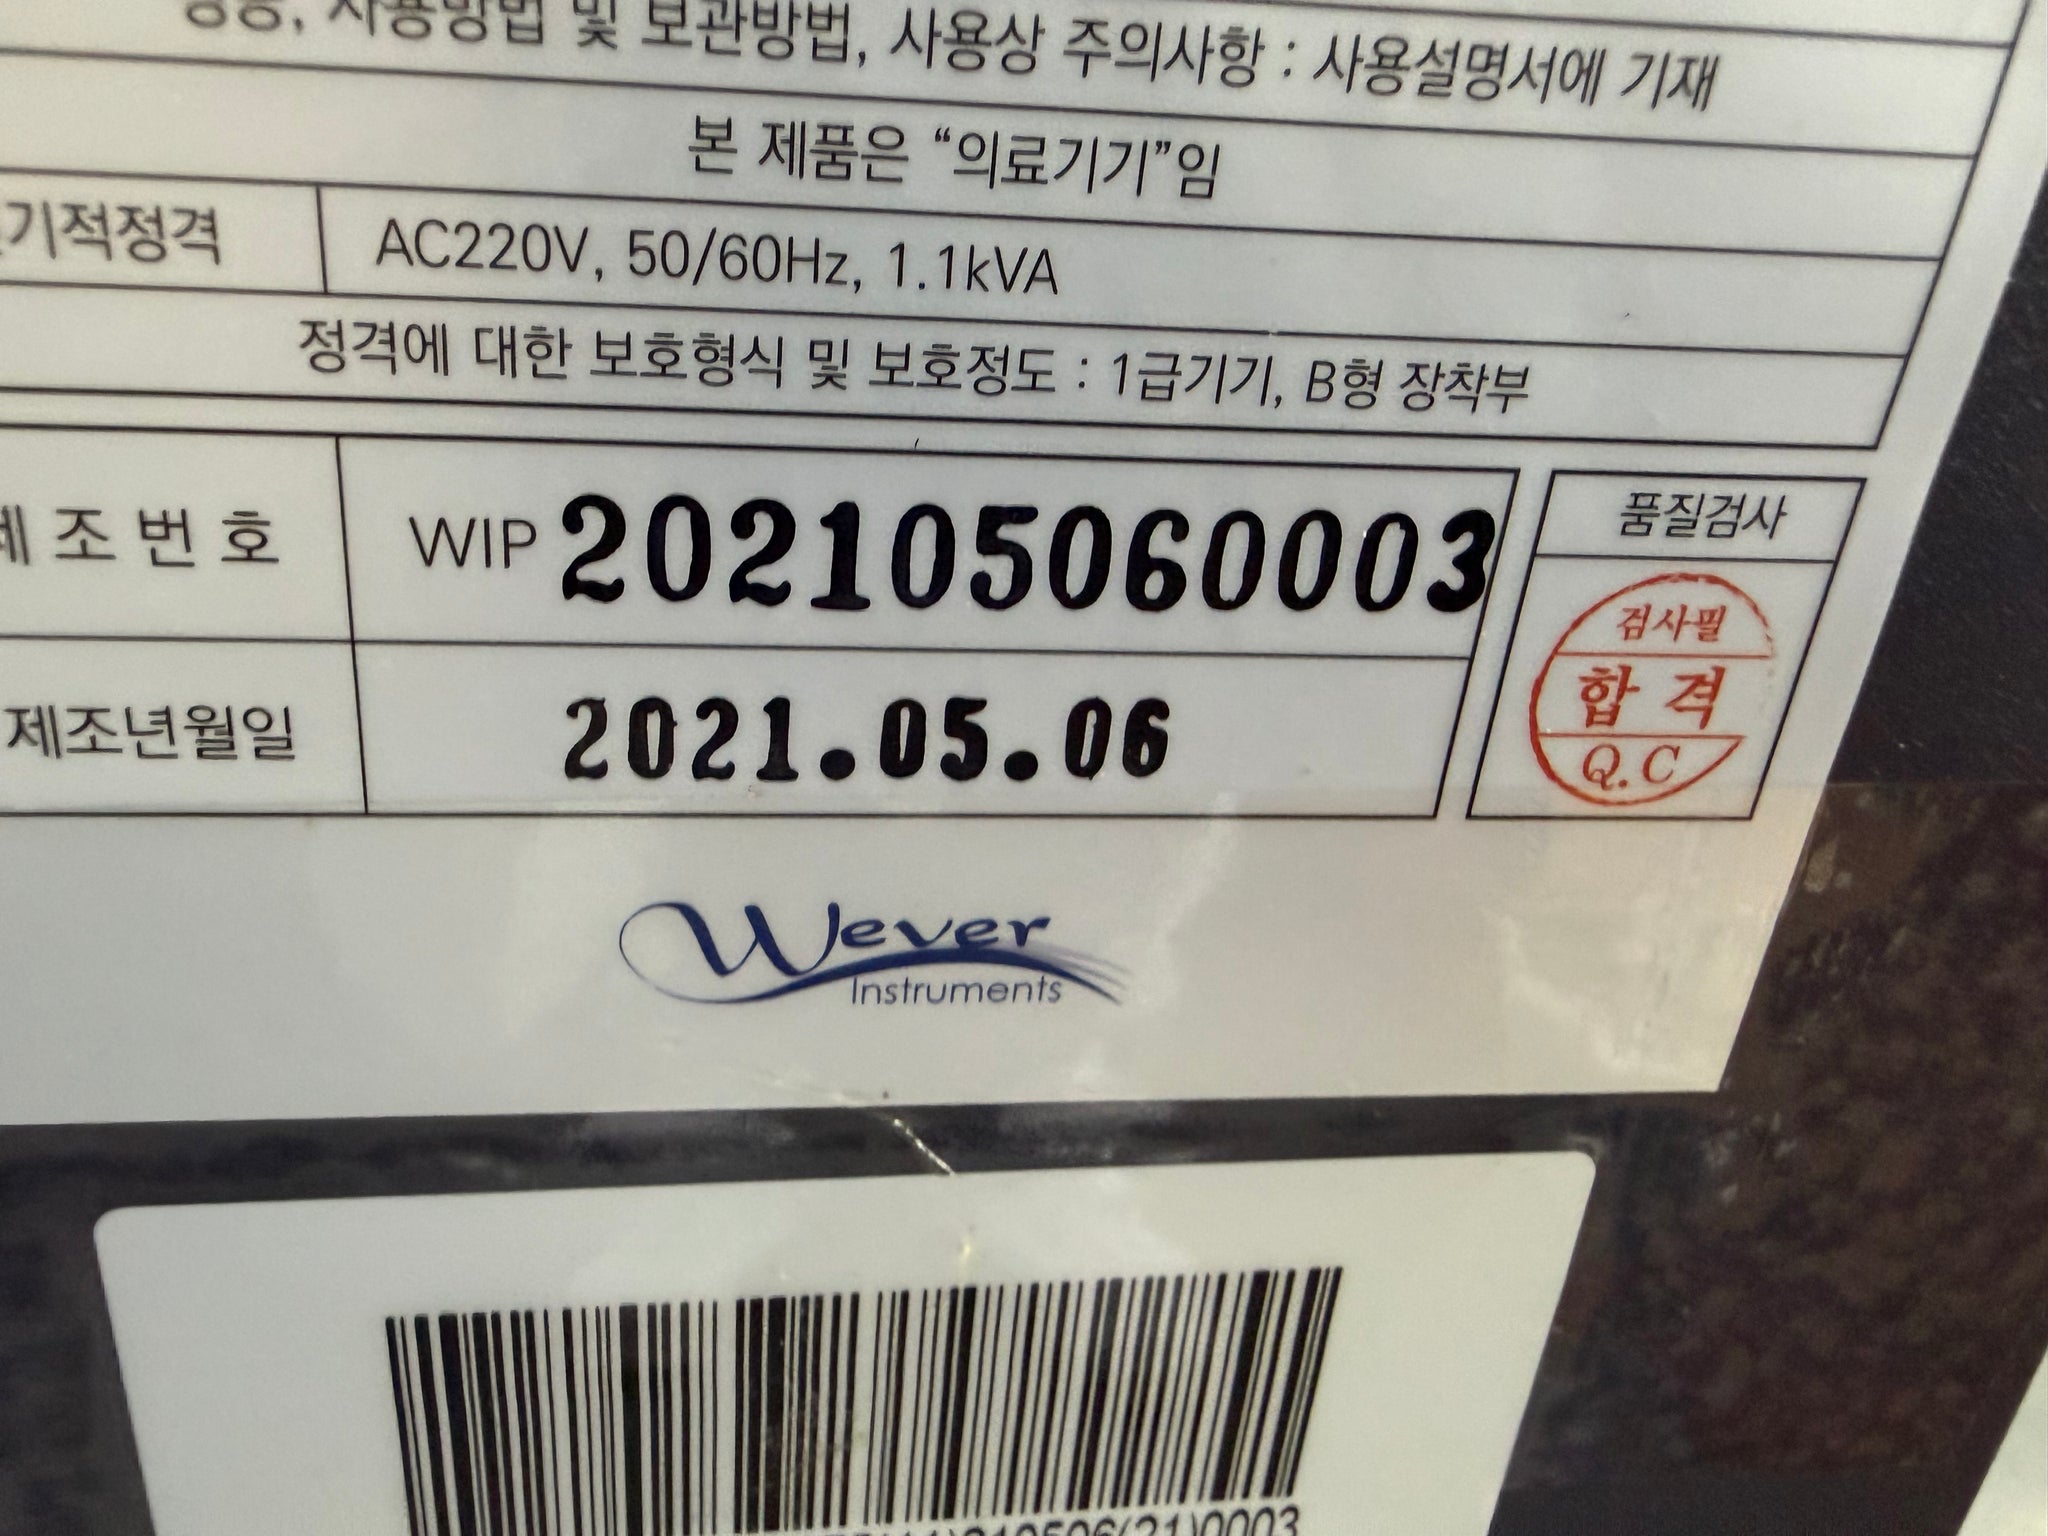 사용방법 및 보관방법, 사용상 주의사항 : 사용설명서에 기재
본 제품은 “의료기기”임
기적정격 AC220V, 50/60Hz, 1.1kVA
정격에 대한 보호형식 및 보호정도 : 1급기기, B형 장착부
제 조 번 호 WIP 202105060003
품질검사
검사필
합 격
Q.C
제조년월일 2021.05.06
Wever
Instruments
210506(21)0003